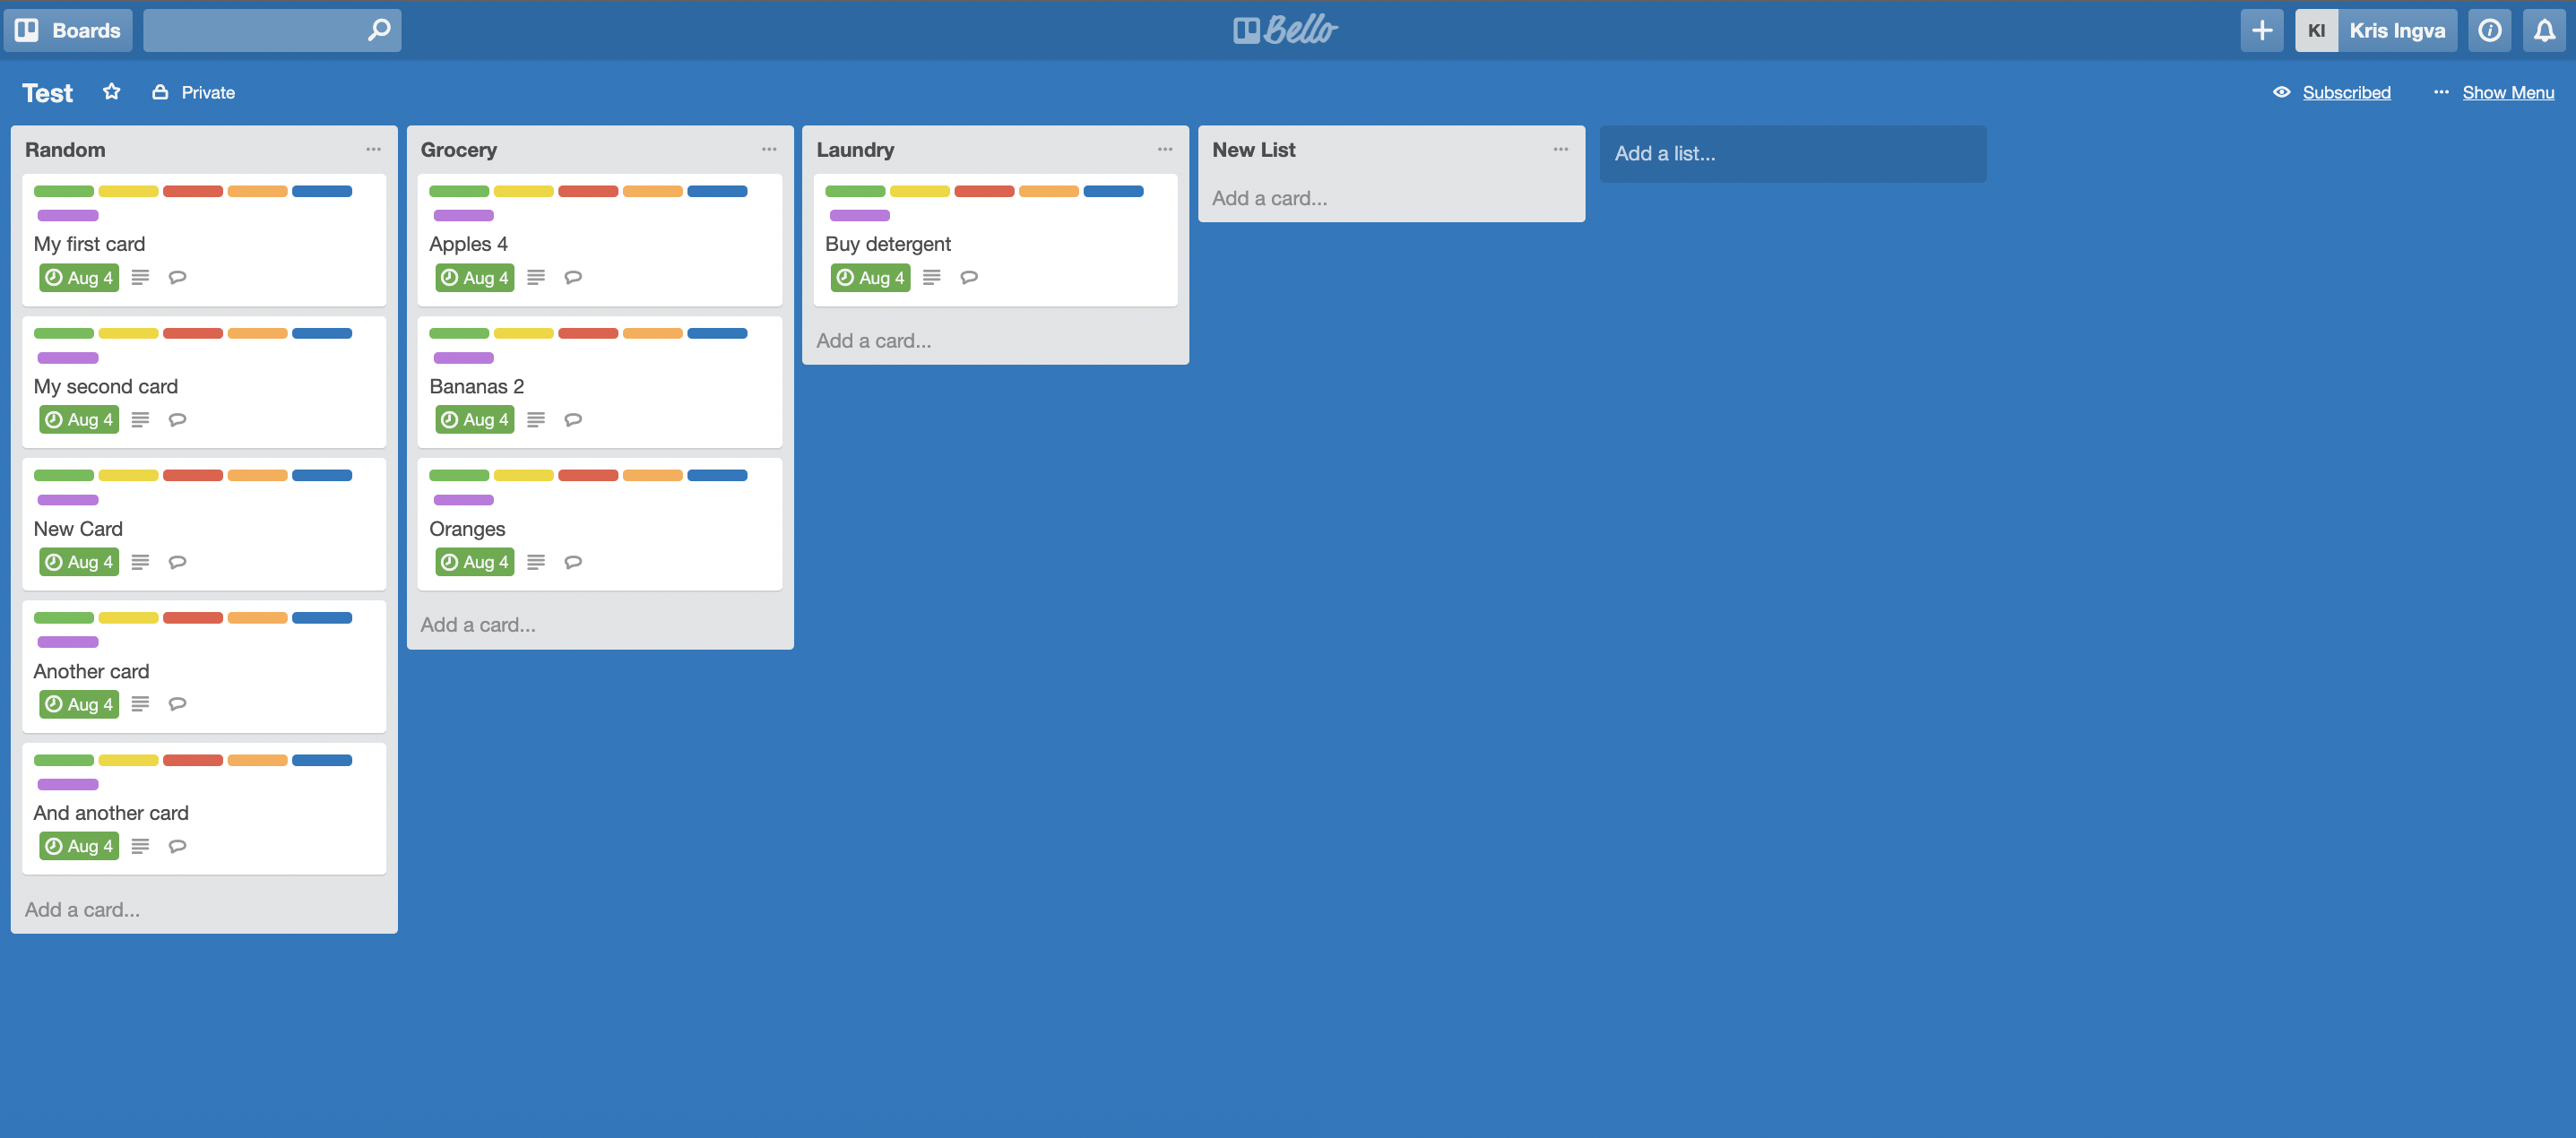 Boards
Bello
KI Kris Ingva
Test Private
Subscribed ... Show Menu
Random ...
My first card
Aug 4
My second card
Aug 4
New Card
Aug 4
Another card
Aug 4
And another card
Aug 4
Add a card...
Grocery ...
Apples 4
Aug 4
Bananas 2
Aug 4
Oranges
Aug 4
Add a card...
Laundry ...
Buy detergent
Aug 4
Add a card...
New List ...
Add a card...
Add a list...